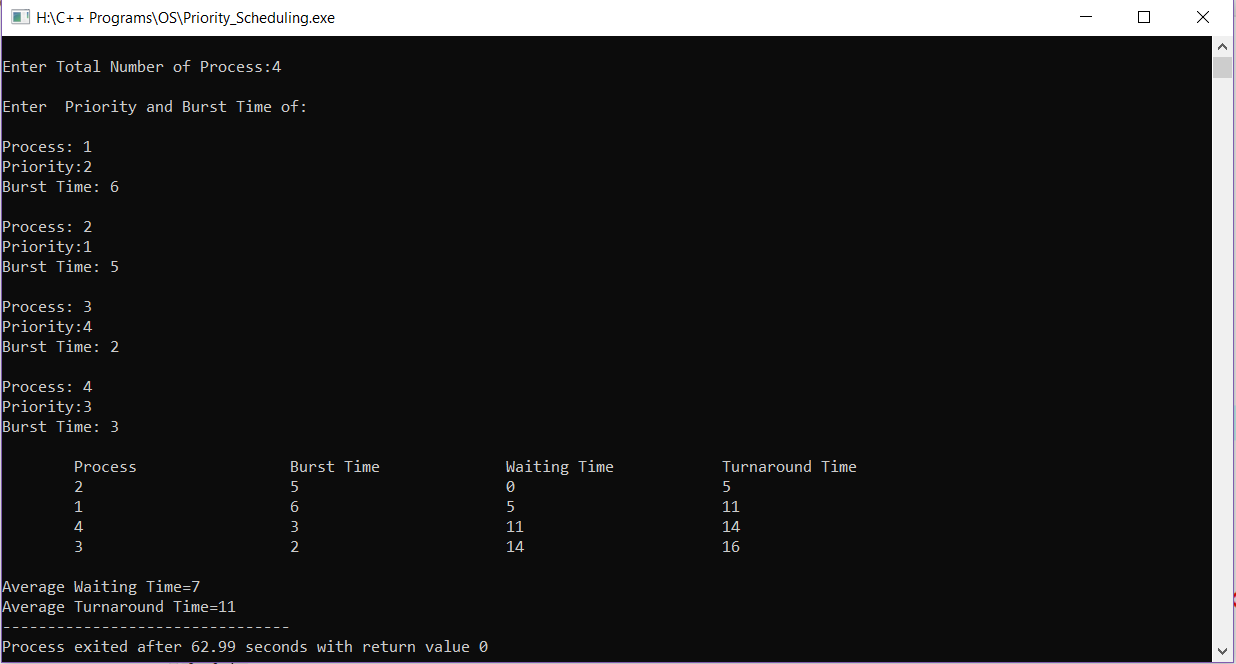 H:\C++ Programs\OS\Priority_Scheduling.exe
Enter Total Number of Process:4
Enter  Priority and Burst Time of:
Process: 1
Priority:2
Burst Time: 6
Process: 2
Priority:1
Burst Time: 5
Process: 3
Priority:4
Burst Time: 2
Process: 4
Priority:3
Burst Time: 3
Process Burst Time Waiting Time Turnaround Time
2 5 0 5
1 6 5 11
4 3 11 14
3 2 14 16
Average Waiting Time=7
Average Turnaround Time=11
--------------------------------
Process exited after 62.99 seconds with return value 0